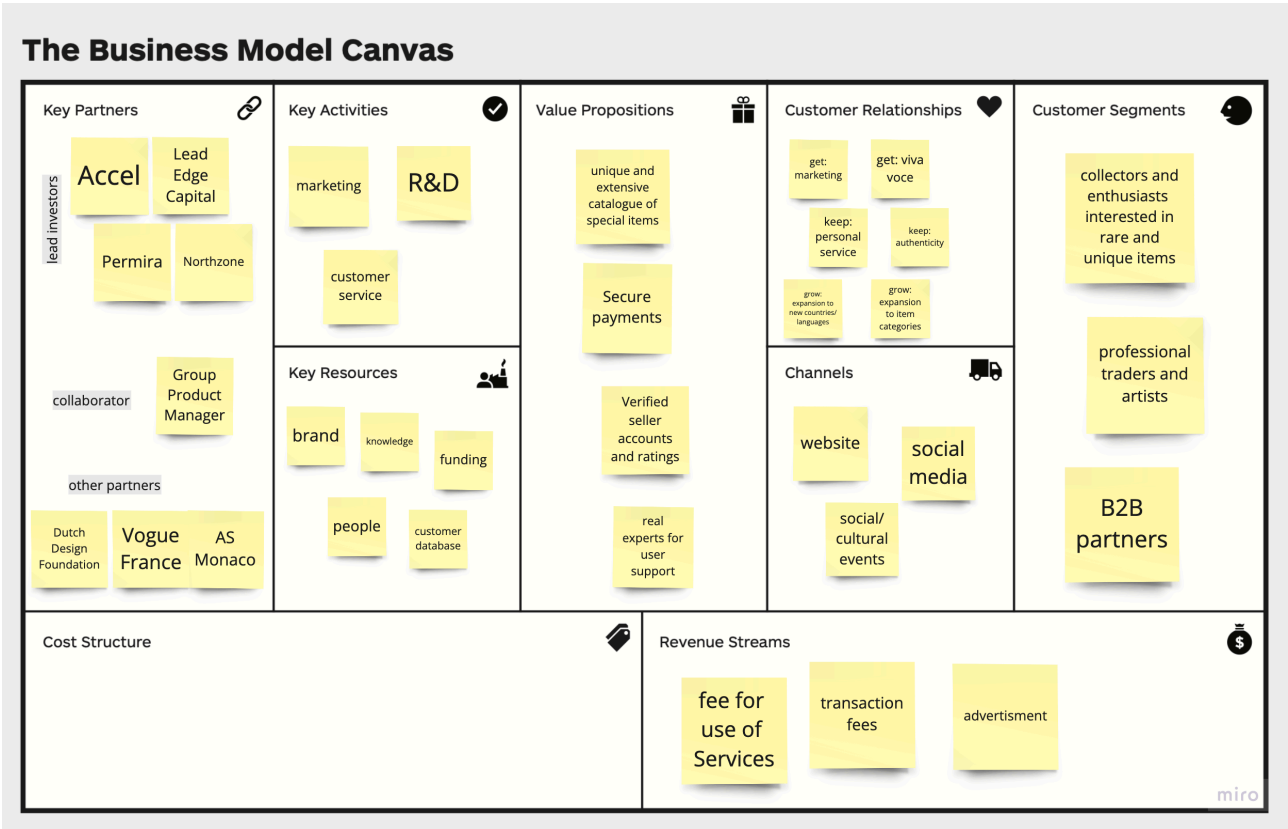 The Business Model Canvas
Key Partners
lead investors
Accel
Lead
Edge
Capital
Permira
Northzone
collaborator
Group
Product
Manager
other partners
Dutch
Design
Foundation
Vogue
France
AS
Monaco
Key Activities
marketing
R&D
customer
service
Key Resources
brand
knowledge
funding
people
customer
database
Value Propositions
unique and
extensive
catalogue of
special items
Secure
payments
Verified
seller
accounts
and ratings
real
experts for
user
support
Customer Relationships
get:
marketing
get: viva
voce
keep:
personal
service
keep:
authenticity
grow:
expansion to
new countries/
languages
grow:
expansion
to item
categories
Channels
website
social
media
social/
cultural
events
Customer Segments
collectors and
enthusiasts
interested in
rare and
unique items
professional
traders and
artists
B2B
partners
Cost Structure
Revenue Streams
$
fee for
use of
Services
transaction
fees
advertisment
miro